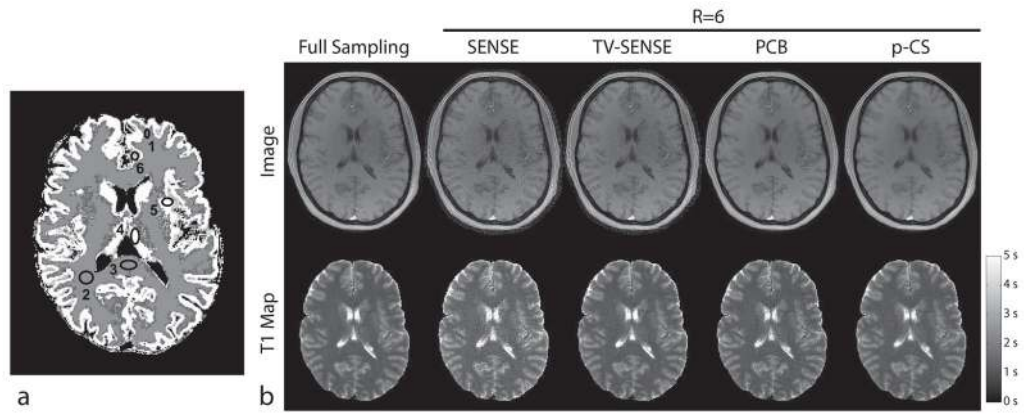 R=6
Full Sampling SENSE TV-SENSE PCB p-CS
Image
T1 Map
0
1
6
5
4
3
2
5 s
4 s
3 s
2 s
1 s
0 s
a
b